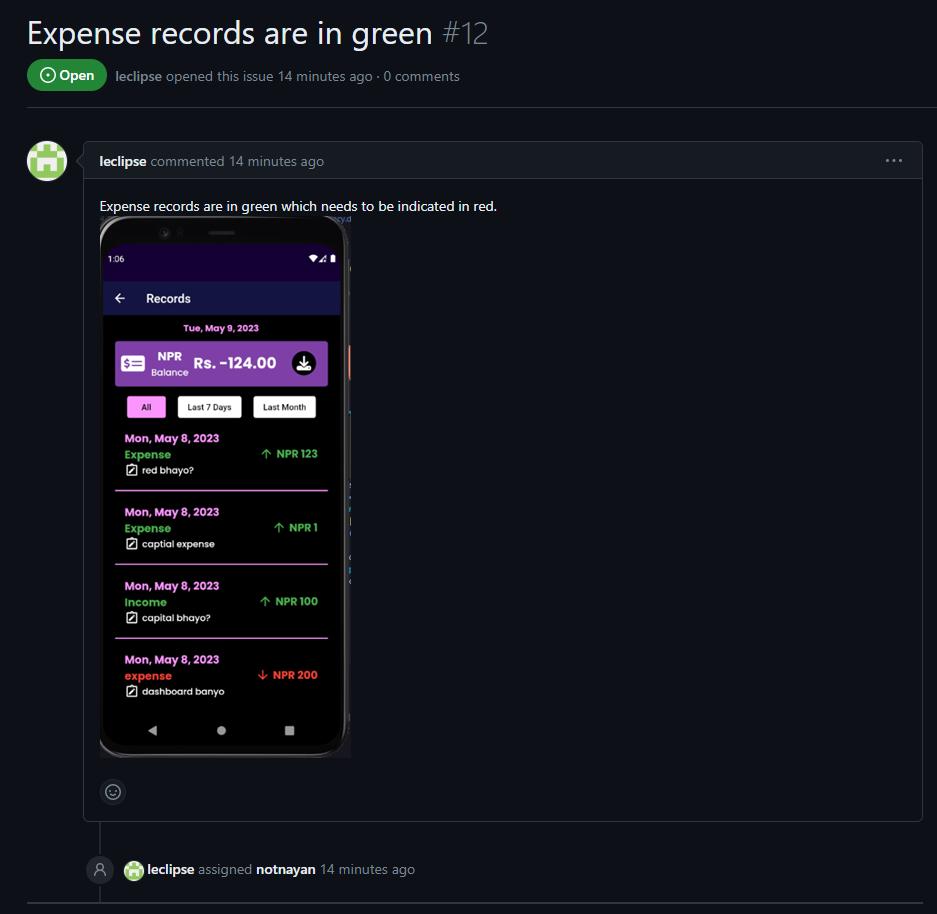 Expense records are in green #12
Open
leclipse opened this issue 14 minutes ago · 0 comments
leclipse commented 14 minutes ago
Expense records are in green which needs to be indicated in red.
1:06
Records
Tue, May 9, 2023
NPR
Balance
Rs. -124.00
All
Last 7 Days
Last Month
Mon, May 8, 2023
Expense
NPR 123
red bhayo?
Mon, May 8, 2023
Expense
NPR 1
captial expense
Mon, May 8, 2023
Income
NPR 100
capital bhayo?
Mon, May 8, 2023
expense
NPR 200
dashboard banyo
leclipse assigned notnayan 14 minutes ago